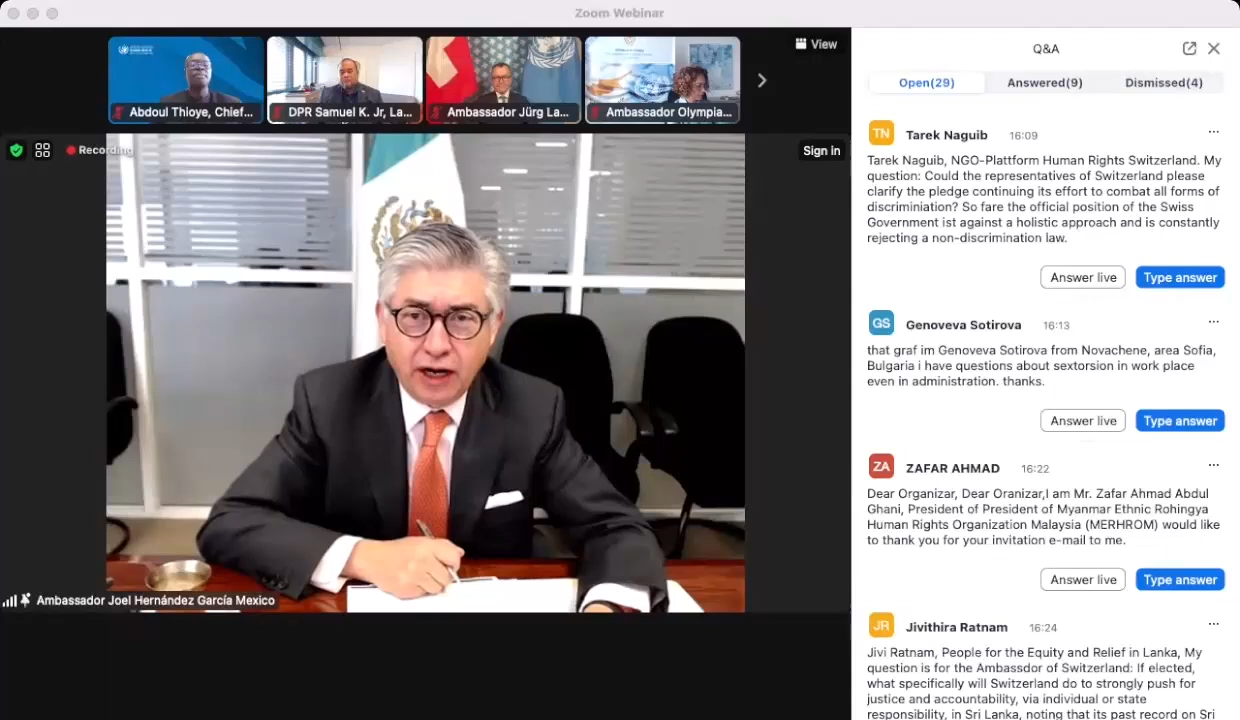 Zoom Webinar
View
Abdoul Thioye, Chief...
DPR Samuel K. Jr, La...
Ambassador Jürg La...
Ambassador Olympia...
Recording
Sign in
Ambassador Joel Hernández García Mexico
Q&A
Open(29)
Answered(9)
Dismissed(4)
TN
Tarek Naguib 16:09
Tarek Naguib, NGO-Plattform Human Rights Switzerland. My
question: Could the representatives of Switzerland please
clarify the pledge continuing its effort to combat all forms of
discriminiation? So fare the official position of the Swiss
Government ist against a holistic approach and is constantly
rejecting a non-discrimination law.
Answer live
Type answer
GS
Genoveva Sotirova 16:13
that graf im Genoveva Sotirova from Novachene, area Sofia,
Bulgaria i have questions about sextorsion in work place
even in administration. thanks.
Answer live
Type answer
ZA
ZAFAR AHMAD 16:22
Dear Organizar, Dear Oranizar,I am Mr. Zafar Ahmad Abdul
Ghani, President of President of Myanmar Ethnic Rohingya
Human Rights Organization Malaysia (MERHROM) would like
to thank you for your invitation e-mail to me.
Answer live
Type answer
JR
Jivithira Ratnam 16:24
Jivi Ratnam, People for the Equity and Relief in Lanka, My
question is for the Ambassdor of Switzerland: If elected,
what specifically will Switzerland do to strongly push for
justice and accountability, via individual or state
responsibility, in Sri Lanka, noting that its past record on Sri